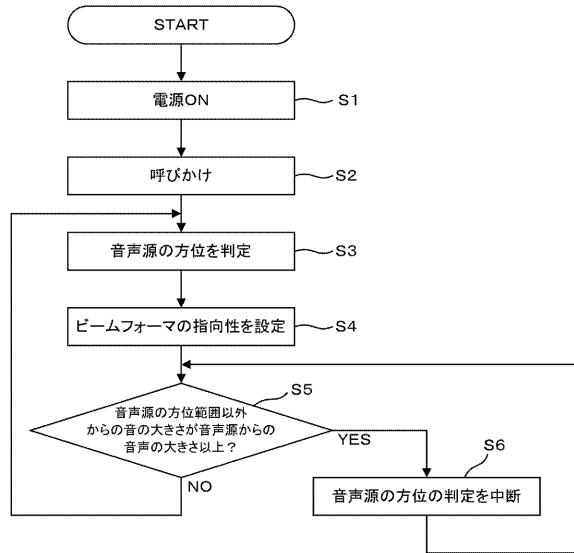 START
電源ON
S1
呼びかけ
S2
音声源の方位を判定
S3
ビームフォーマの指向性を設定
S4
S5
音声源の方位範囲以外
からの音の大きさが音声源からの
音声の大きさ以上？
YES
NO
S6
音声源の方位の判定を中断